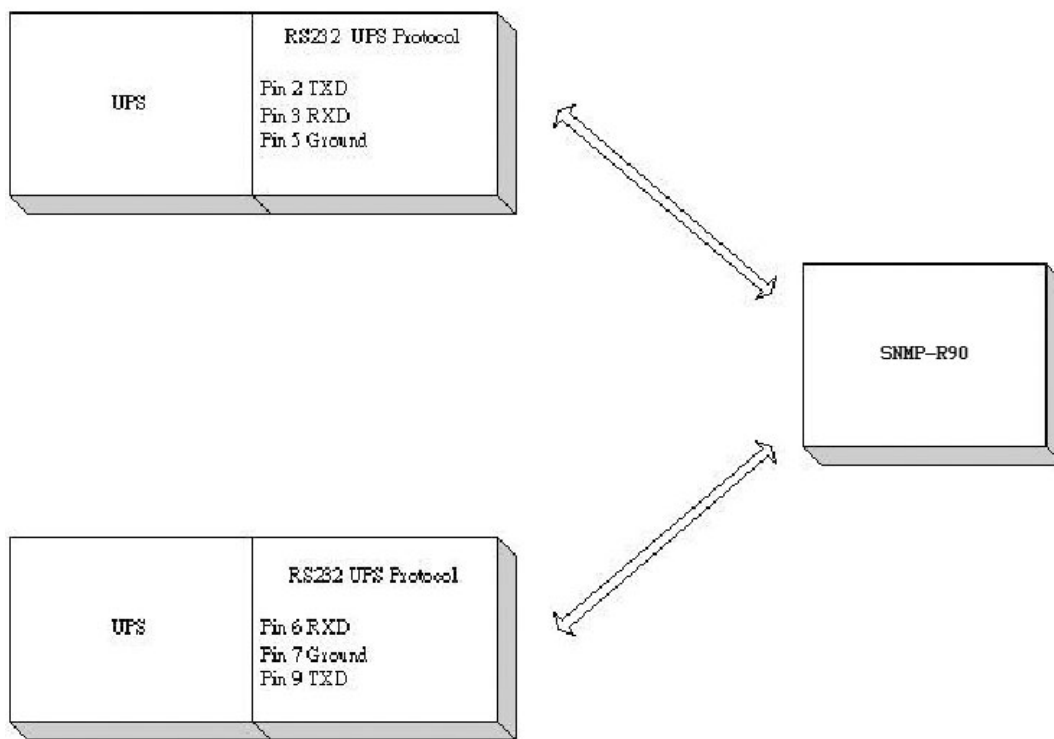 RS232 UPS Protocol
UPS
Pin 2 TXD
Pin 3 RXD
Pin 5 Ground
SNMP-R90
RS232 UPS Protocol
UPS
Pin 6 RXD
Pin 7 Ground
Pin 9 TXD